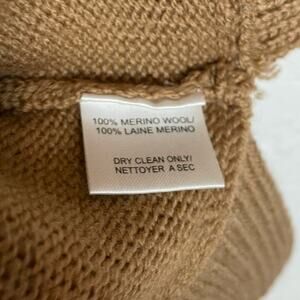 100% MERINO WOOL/
100% LAINE MERINO
DRY CLEAN ONLY/
NETTOYER A SEC